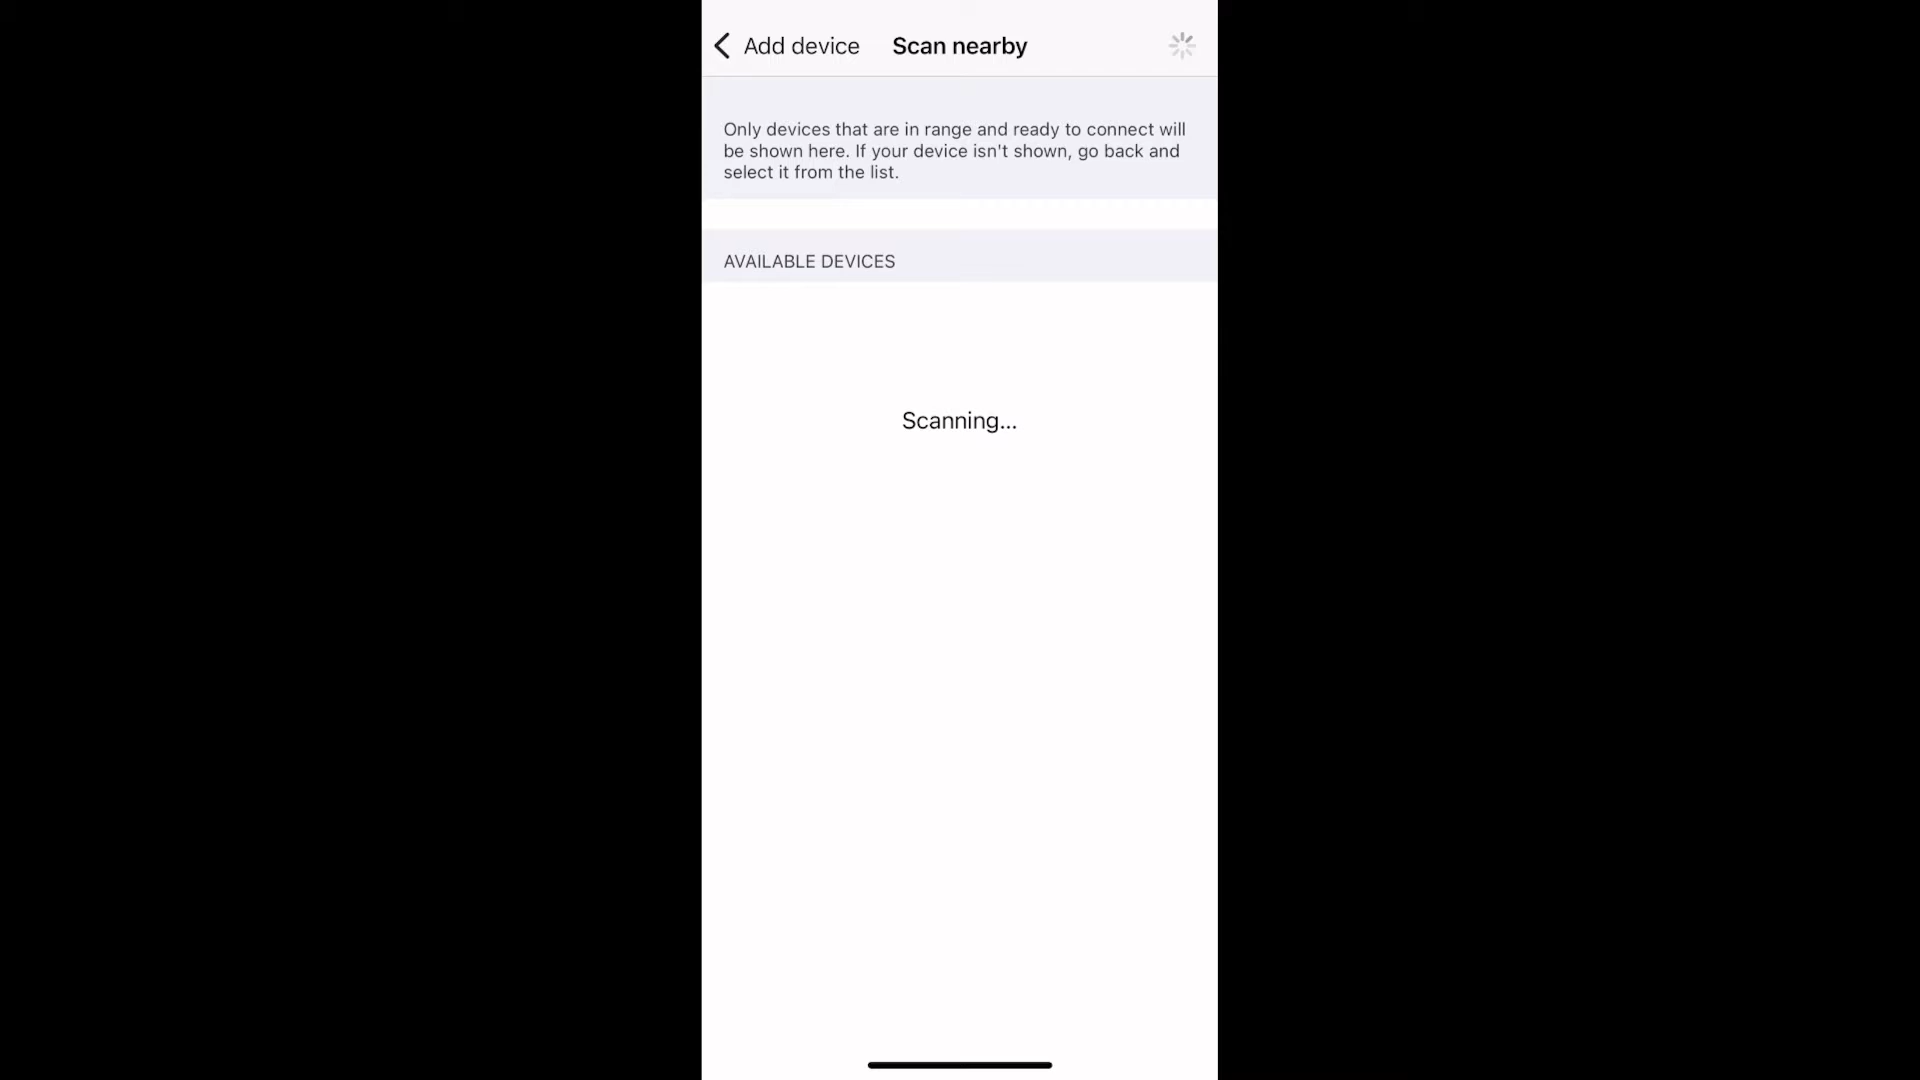 Add device
Scan nearby
Only devices that are in range and ready to connect will
be shown here. If your device isn't shown, go back and
select it from the list.
AVAILABLE DEVICES
Scanning...